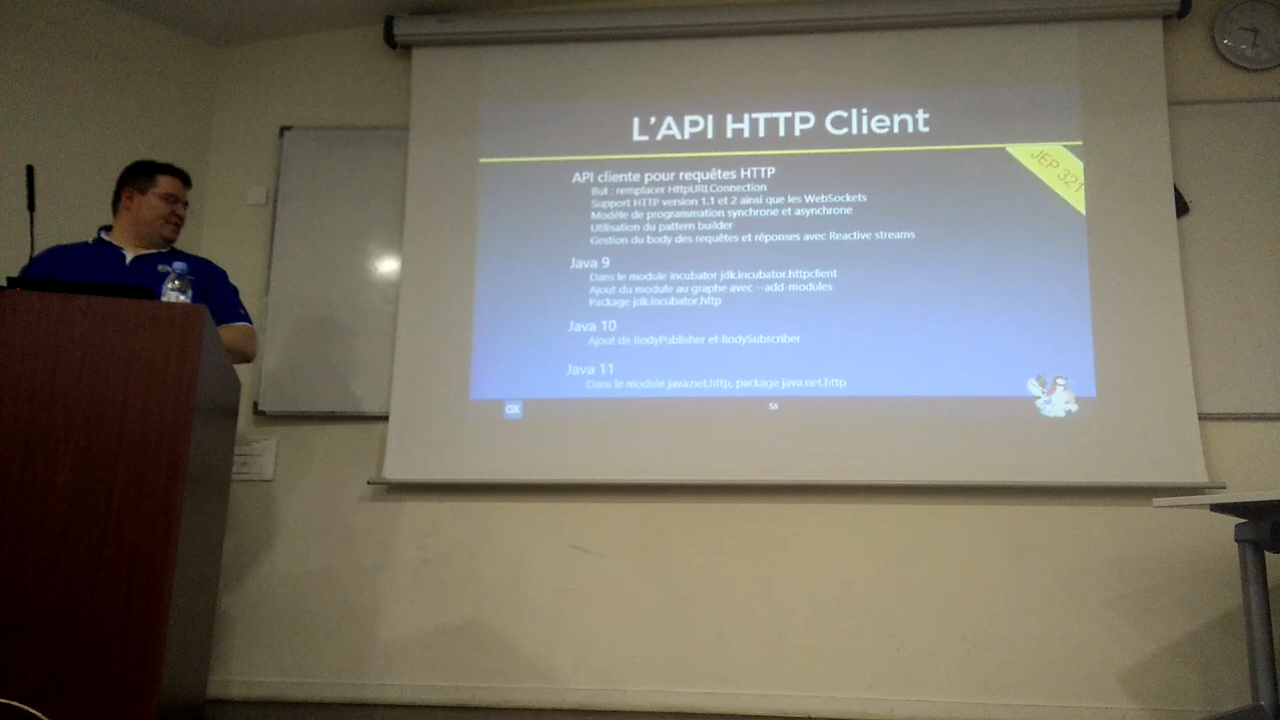 L'API HTTP Client
JEP 321
API cliente pour requêtes HTTP
But : remplacer HttpURLConnection
Support HTTP version 1.1 et 2 ainsi que les WebSockets
Modèle de programmation synchrone et asynchrone
Utilisation du pattern builder
Gestion du body des requêtes et réponses avec Reactive streams
Java 9
Dans le module incubator jdk.incubator.httpclient
Ajout du module au graphe avec --add-modules
Package jdk.incubator.http
Java 10
Ajout de BodyPublisher et BodySubscriber
Java 11
Dans le module java.net.http, package java.net.http
53